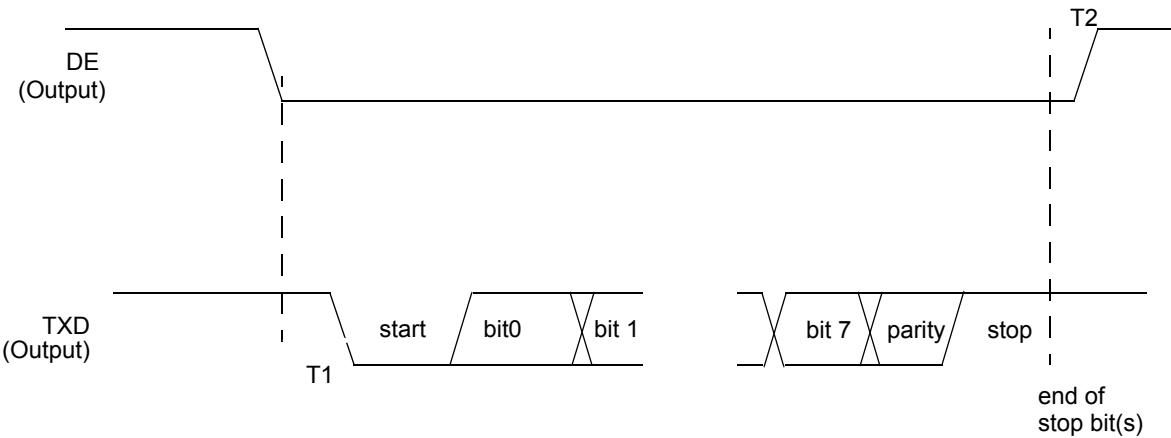 T2
DE
(Output)
TXD
(Output)
start
bit0
bit 1
bit 7
parity
stop
T1
end of
stop bit(s)